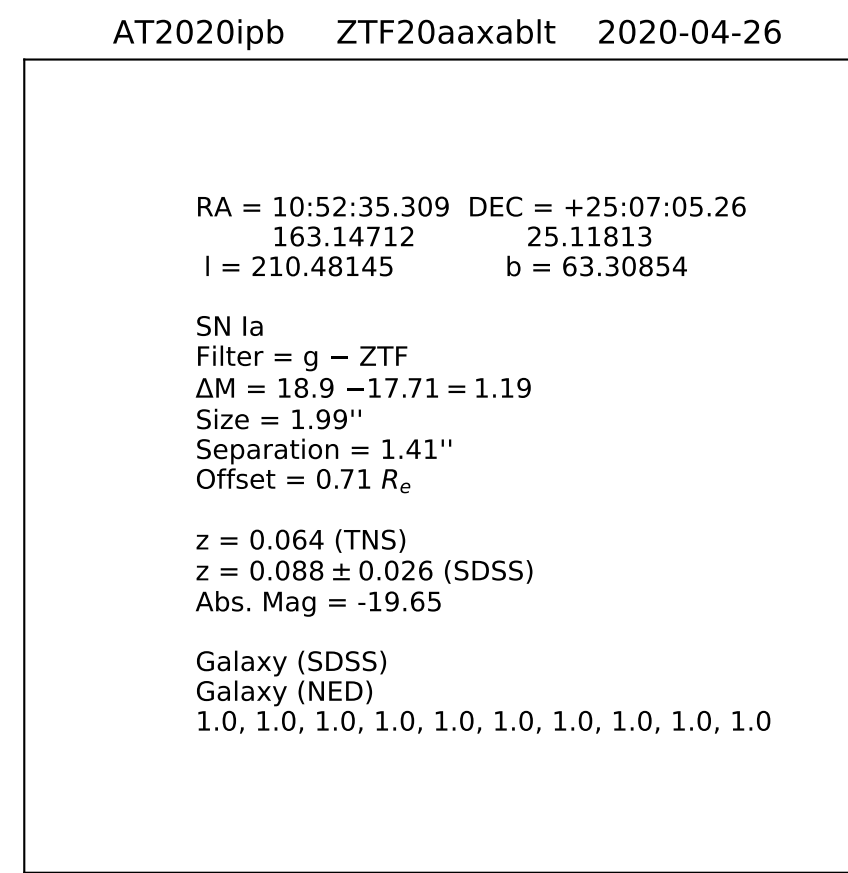 AT2020ipb ZTF20aaxablt 2020-04-26
RA = 10:52:35.309 DEC = +25:07:05.26
163.14712 25.11813
l = 210.48145 b = 63.30854
SN Ia
Filter = g − ZTF
ΔM = 18.9 −17.71 = 1.19
Size = 1.99''
Separation = 1.41''
Offset = 0.71 Rₑ
z = 0.064 (TNS)
z = 0.088 ± 0.026 (SDSS)
Abs. Mag = -19.65
Galaxy (SDSS)
Galaxy (NED)
1.0, 1.0, 1.0, 1.0, 1.0, 1.0, 1.0, 1.0, 1.0, 1.0